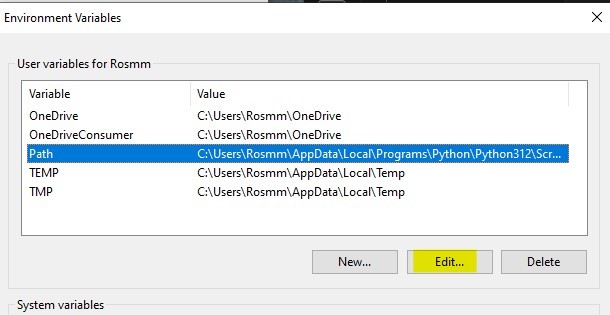 Environment Variables
User variables for Rosmm
Variable Value
OneDrive C:\Users\Rosmm\OneDrive
OneDriveConsumer C:\Users\Rosmm\OneDrive
Path C:\Users\Rosmm\AppData\Local\Programs\Python\Python312\Scr...
TEMP C:\Users\Rosmm\AppData\Local\Temp
TMP C:\Users\Rosmm\AppData\Local\Temp
New... Edit... Delete
System variables